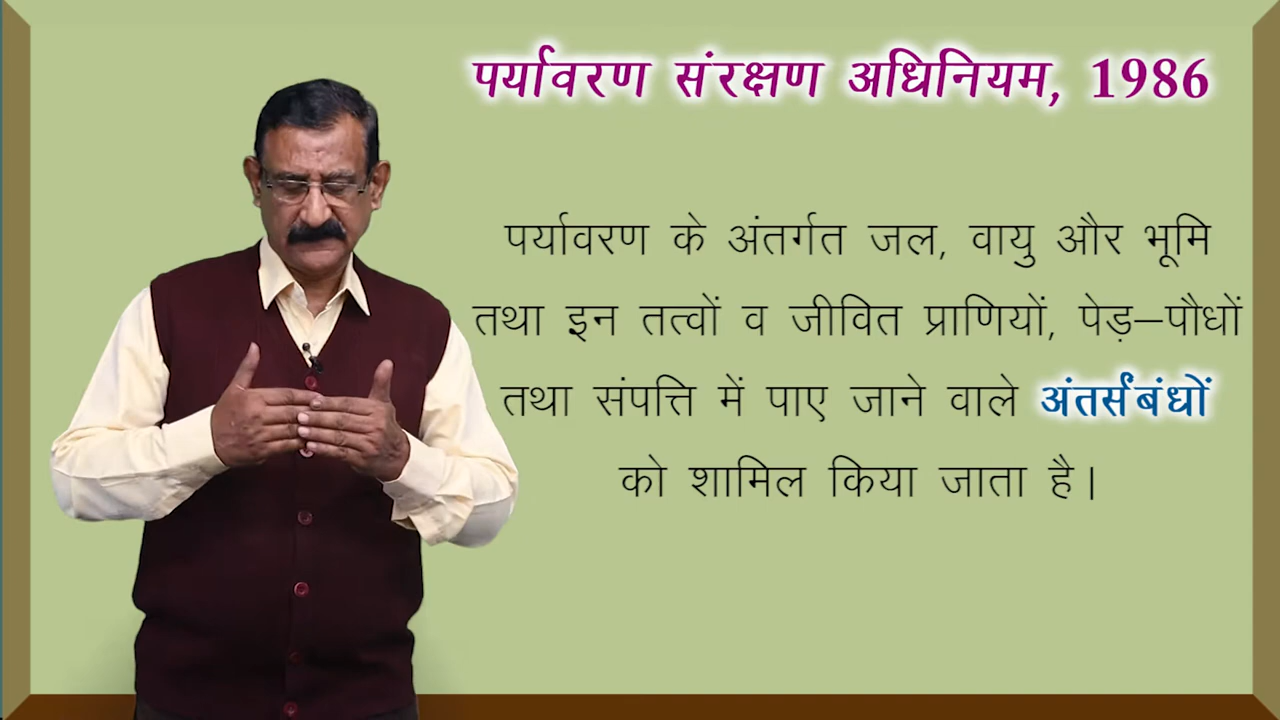 पर्यावरण संरक्षण अधिनियम, 1986
पर्यावरण के अंतर्गत जल, वायु और भूमि
तथा इन तत्वों व जीवित प्राणियों, पेड़–पौधों
तथा संपत्ति में पाए जाने वाले अंतर्संबंधों
को शामिल किया जाता है।